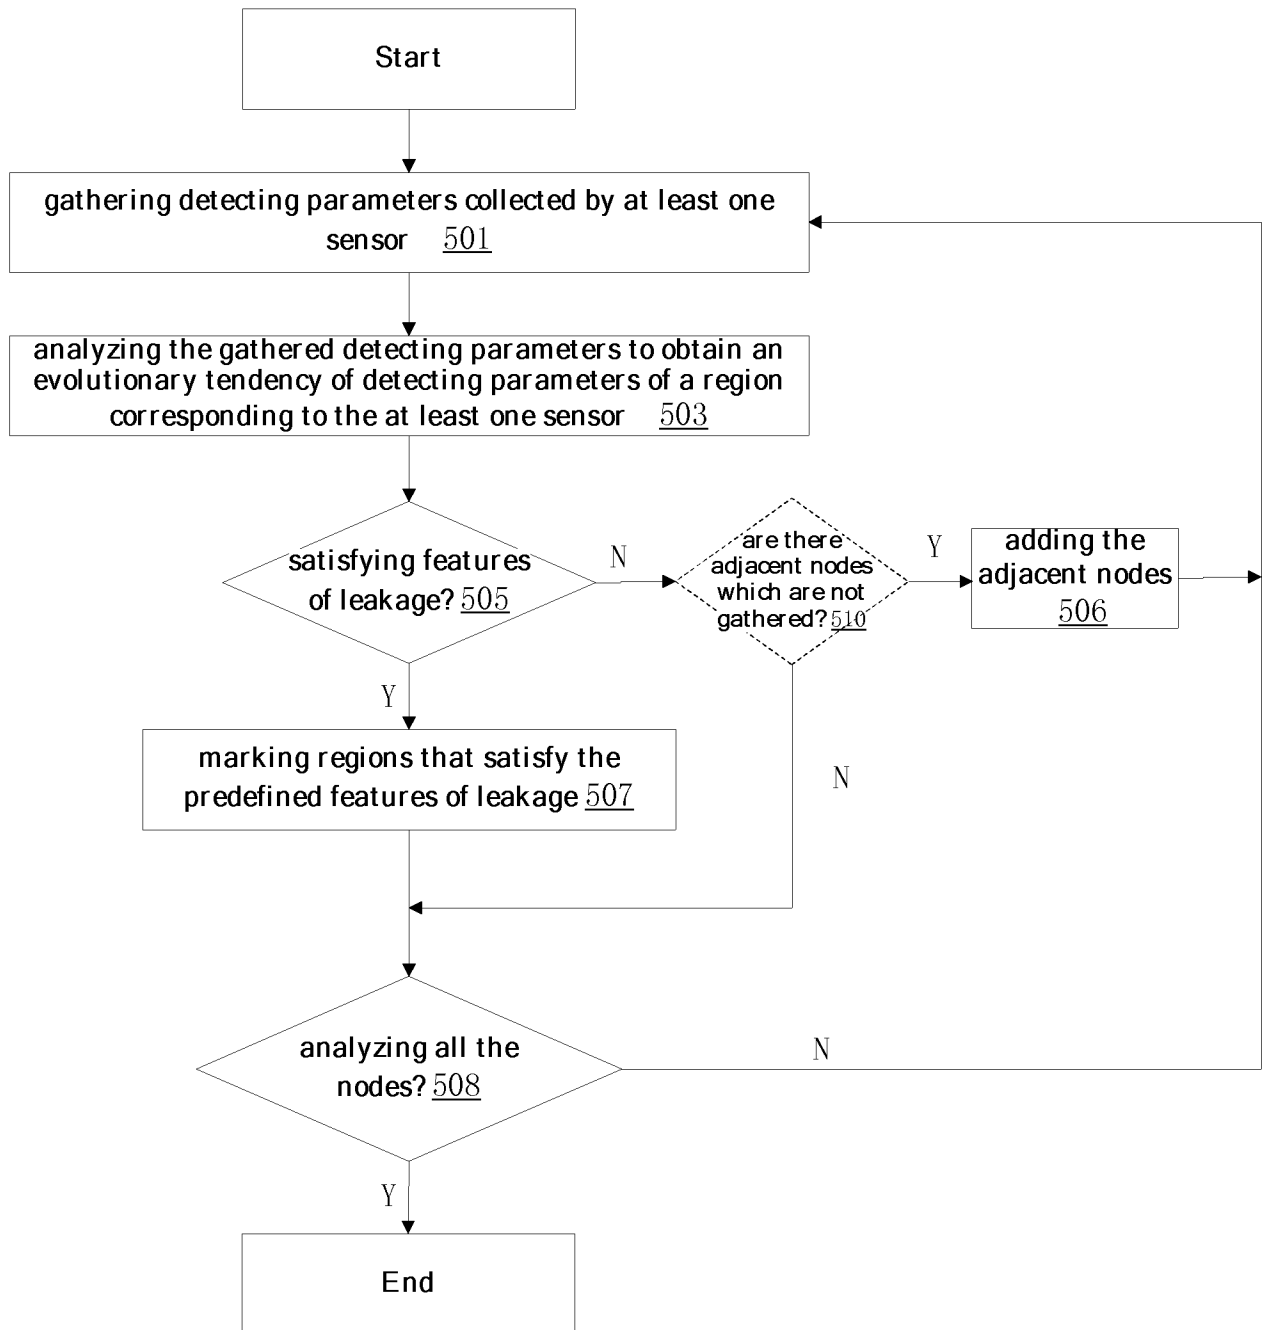 Start
gathering detecting parameters collected by at least one
sensor 501
analyzing the gathered detecting parameters to obtain an
evolutionary tendency of detecting parameters of a region
corresponding to the at least one sensor 503
satisfying features
of leakage? 505
N
are there
adjacent nodes
which are not
gathered? 510
Y
adding the
adjacent nodes
506
Y
marking regions that satisfy the
predefined features of leakage 507
N
analyzing all the
nodes? 508
N
Y
End